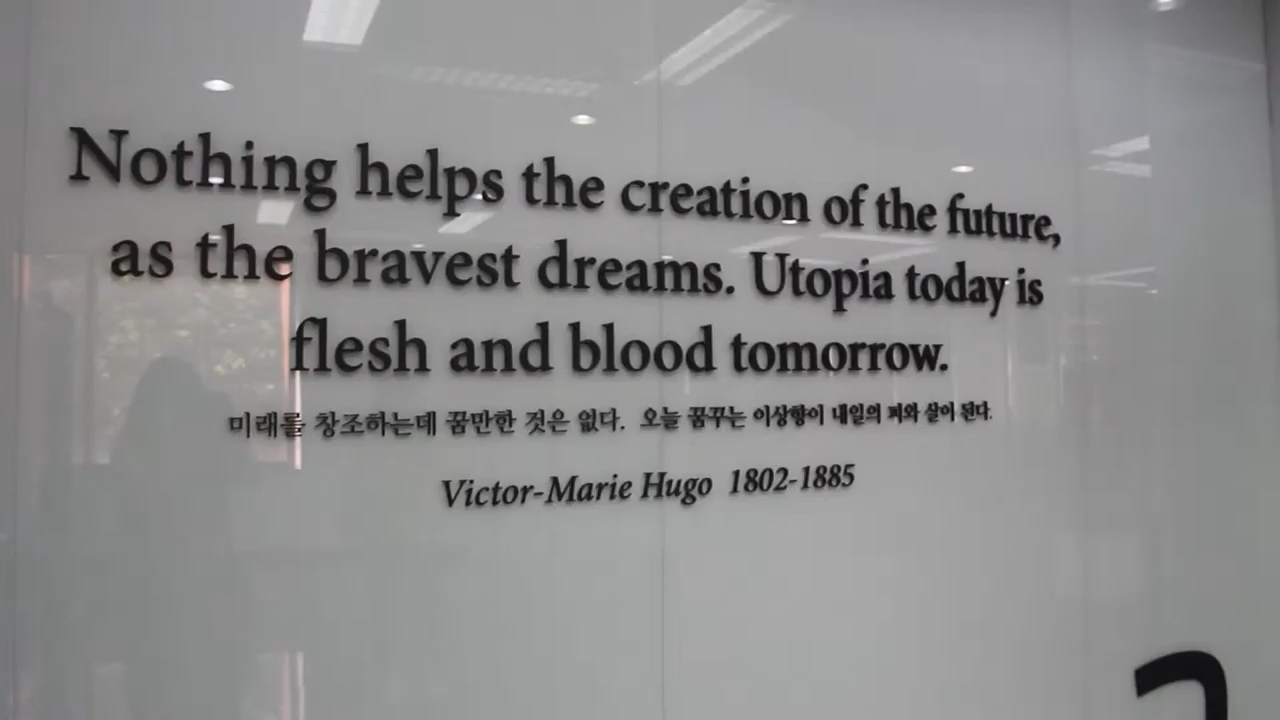 Nothing helps the creation of the future,
as the bravest dreams. Utopia today is
flesh and blood tomorrow.
미래를 창조하는데 꿈만한 것은 없다. 오늘 꿈꾸는 이상향이 내일의 피와 살이 된다.
Victor-Marie Hugo 1802-1885